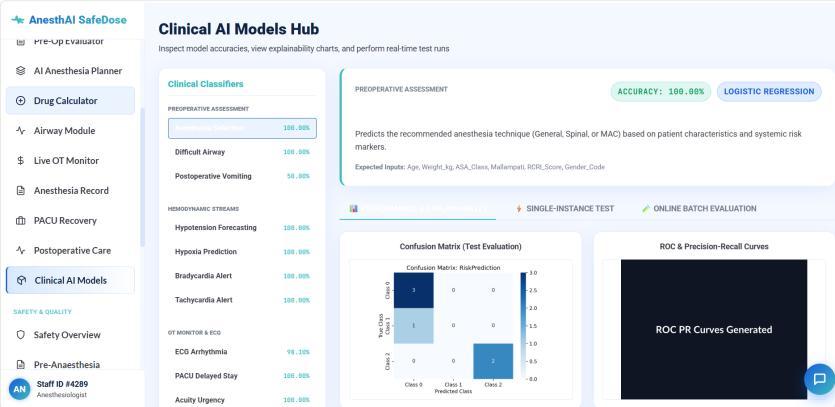 AnesthAI SafeDose
Pre-Op Evaluator
AI Anesthesia Planner
Drug Calculator
Airway Module
Live OT Monitor
Anesthesia Record
PACU Recovery
Postoperative Care
Clinical AI Models
SAFETY & QUALITY
Safety Overview
Pre-Anaesthesia
AN
Staff ID #4289
Anesthesiologist
Clinical AI Models Hub
Inspect model accuracies, view explainability charts, and perform real-time test runs
Clinical Classifiers
PREOPERATIVE ASSESSMENT
100.00%
Difficult Airway 100.00%
Postoperative Vomiting 50.00%
HEMODYNAMIC STREAMS
Hypotension Forecasting 100.00%
Hypoxia Prediction 100.00%
Bradycardia Alert 100.00%
Tachycardia Alert 100.00%
OT MONITOR & ECG
ECG Arrhythmia 98.10%
PACU Delayed Stay 100.00%
Acuity Urgency 100.00%
PREOPERATIVE ASSESSMENT
ACCURACY: 100.00% LOGISTIC REGRESSION
Predicts the recommended anesthesia technique (General, Spinal, or MAC) based on patient characteristics and systemic risk
markers.
Expected Inputs: Age, Weight_kg, ASA_Class, Mallampati, RCRI_Score, Gender_Code
SINGLE-INSTANCE TEST ONLINE BATCH EVALUATION
Confusion Matrix (Test Evaluation)
Confusion Matrix: RiskPrediction
True Class
Class 0
Class 1
Class 2
3 0 0
1 0 0
0 0 2
Class 0 Class 1 Class 2
Predicted Class
3.0
2.5
2.0
1.5
1.0
0.5
0.0
ROC & Precision-Recall Curves
ROC PR Curves Generated